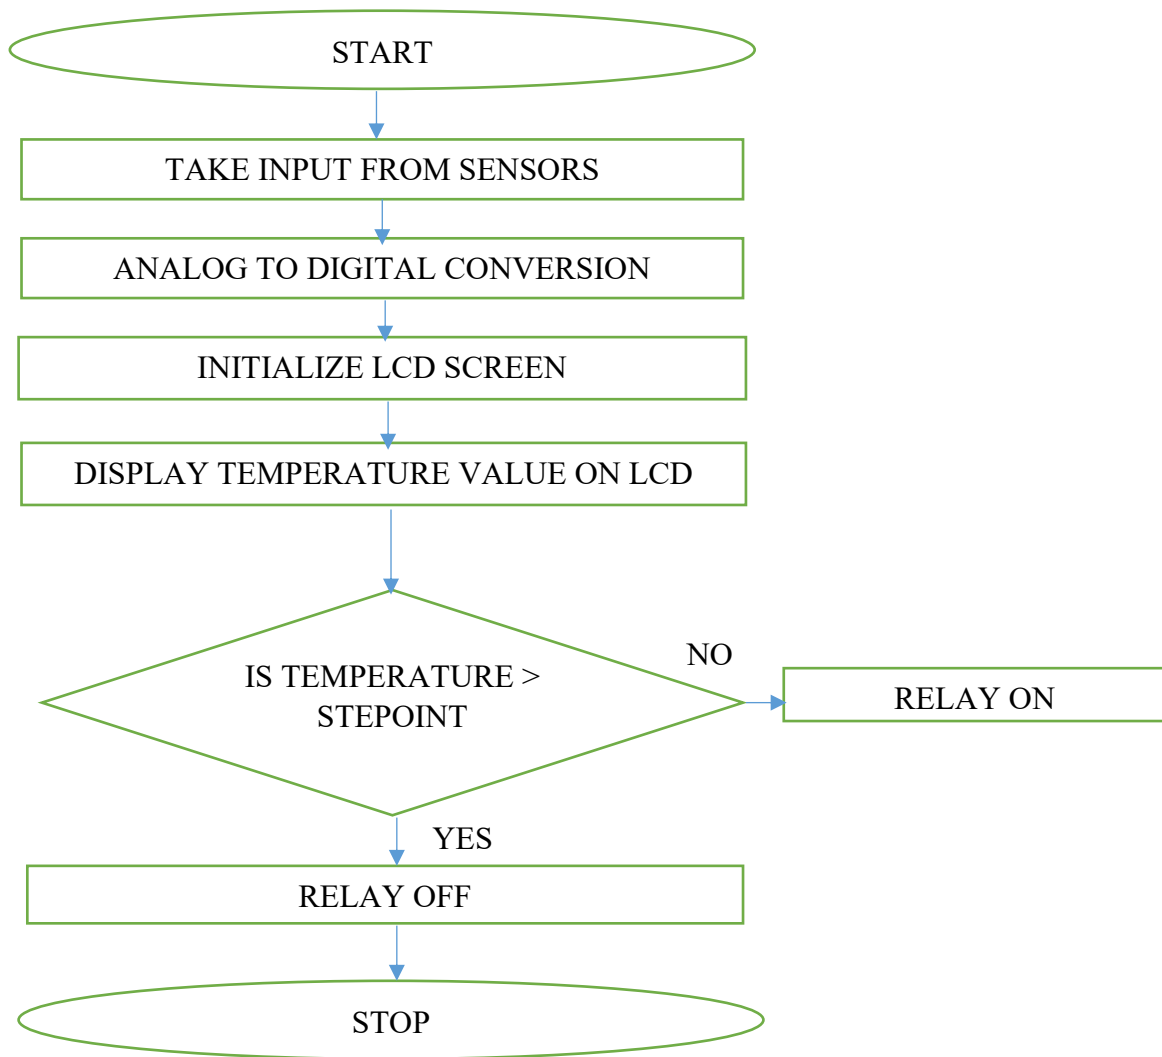 START
TAKE INPUT FROM SENSORS
ANALOG TO DIGITAL CONVERSION
INITIALIZE LCD SCREEN
DISPLAY TEMPERATURE VALUE ON LCD
IS TEMPERATURE >
STEPOINT
NO
RELAY ON
YES
RELAY OFF
STOP